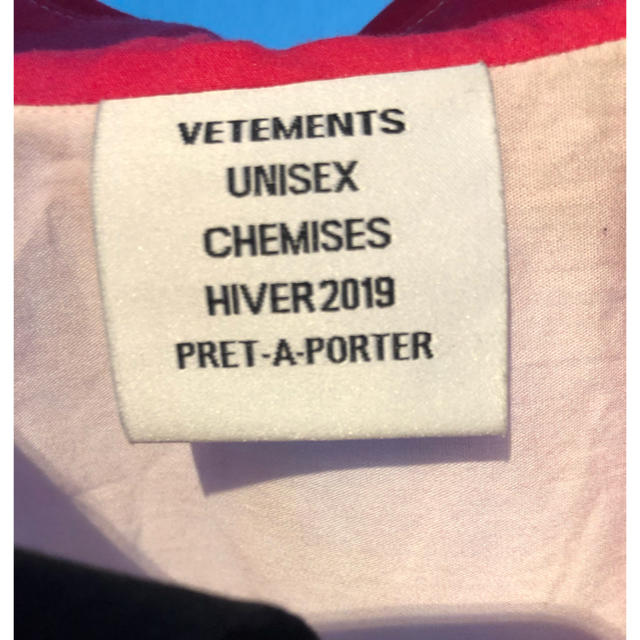 VETEMENTS
UNISEX
CHEMISES
HIVER 2019
PRET-A-PORTER